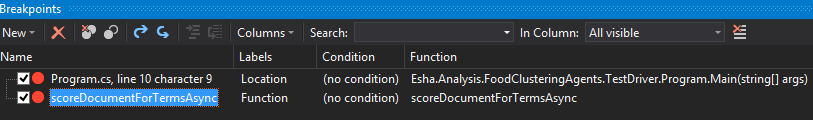 Breakpoints
New Columns Search: In Column: All visible
Name Labels Condition Function
Program.cs, line 10 character 9 Location (no condition) Esha.Analysis.FoodClusteringAgents.TestDriver.Program.Main(string[] args)
scoreDocumentForTermsAsync Function (no condition) scoreDocumentForTermsAsync